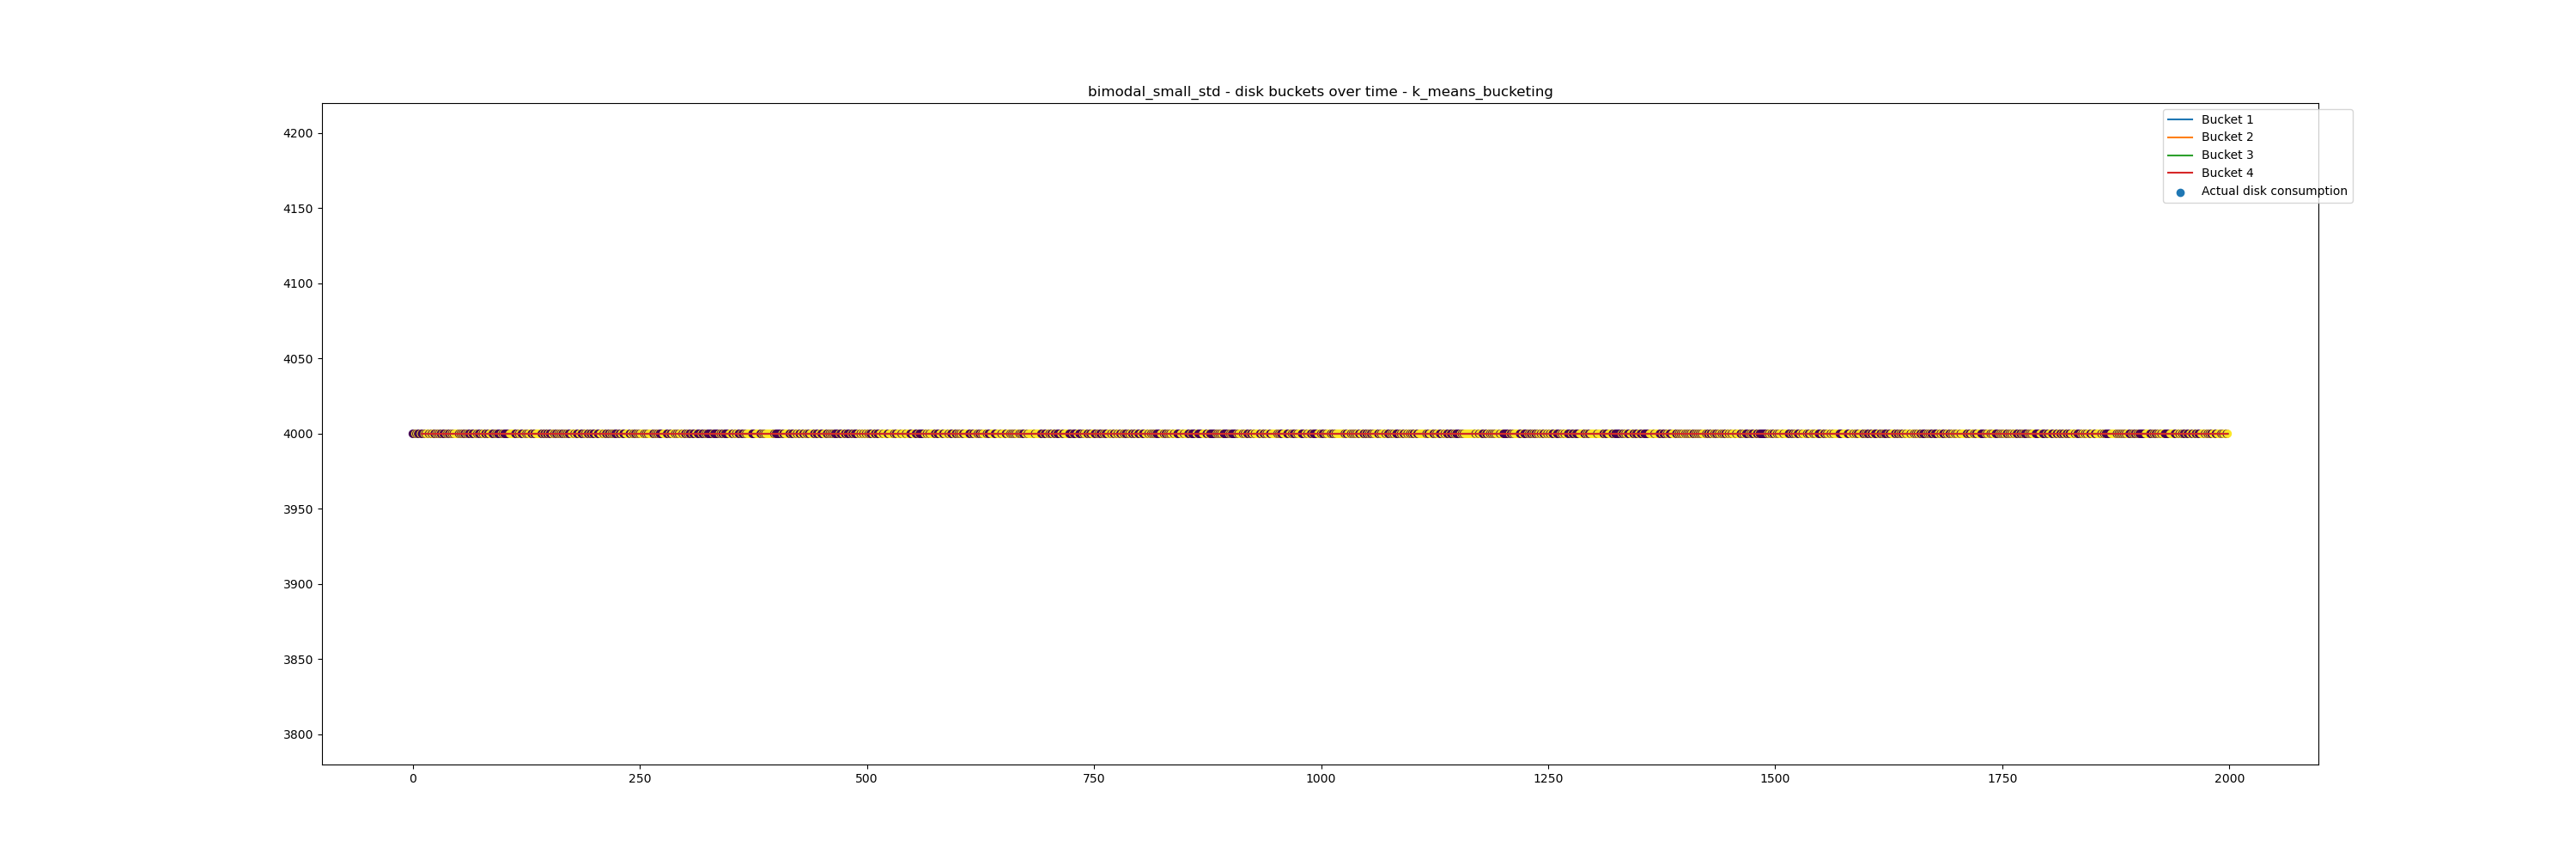 bimodal_small_std - disk buckets over time - k_means_bucketing
Bucket 1
Bucket 2
Bucket 3
Bucket 4
Actual disk consumption
4200
4150
4100
4050
4000
3950
3900
3850
3800
0 250 500 750 1000 1250 1500 1750 2000